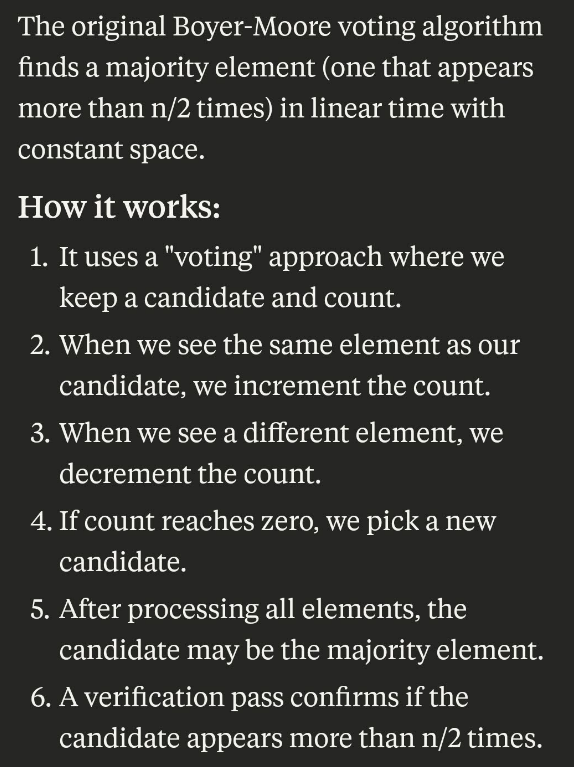 The original Boyer-Moore voting algorithm
finds a majority element (one that appears
more than n/2 times) in linear time with
constant space.
How it works:
1. It uses a "voting" approach where we
keep a candidate and count.
2. When we see the same element as our
candidate, we increment the count.
3. When we see a different element, we
decrement the count.
4. If count reaches zero, we pick a new
candidate.
5. After processing all elements, the
candidate may be the majority element.
6. A verification pass confirms if the
candidate appears more than n/2 times.